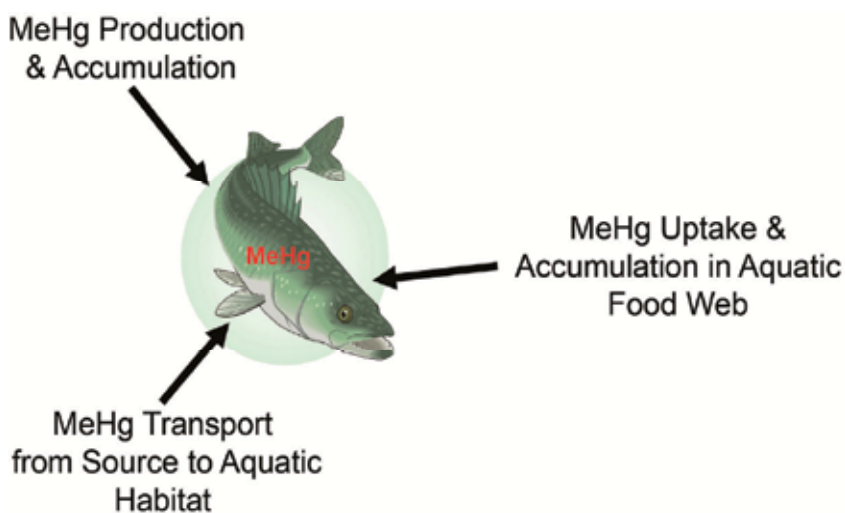 MeHg Production
& Accumulation
MeHg
MeHg Uptake &
Accumulation in Aquatic
Food Web
MeHg Transport
from Source to Aquatic
Habitat